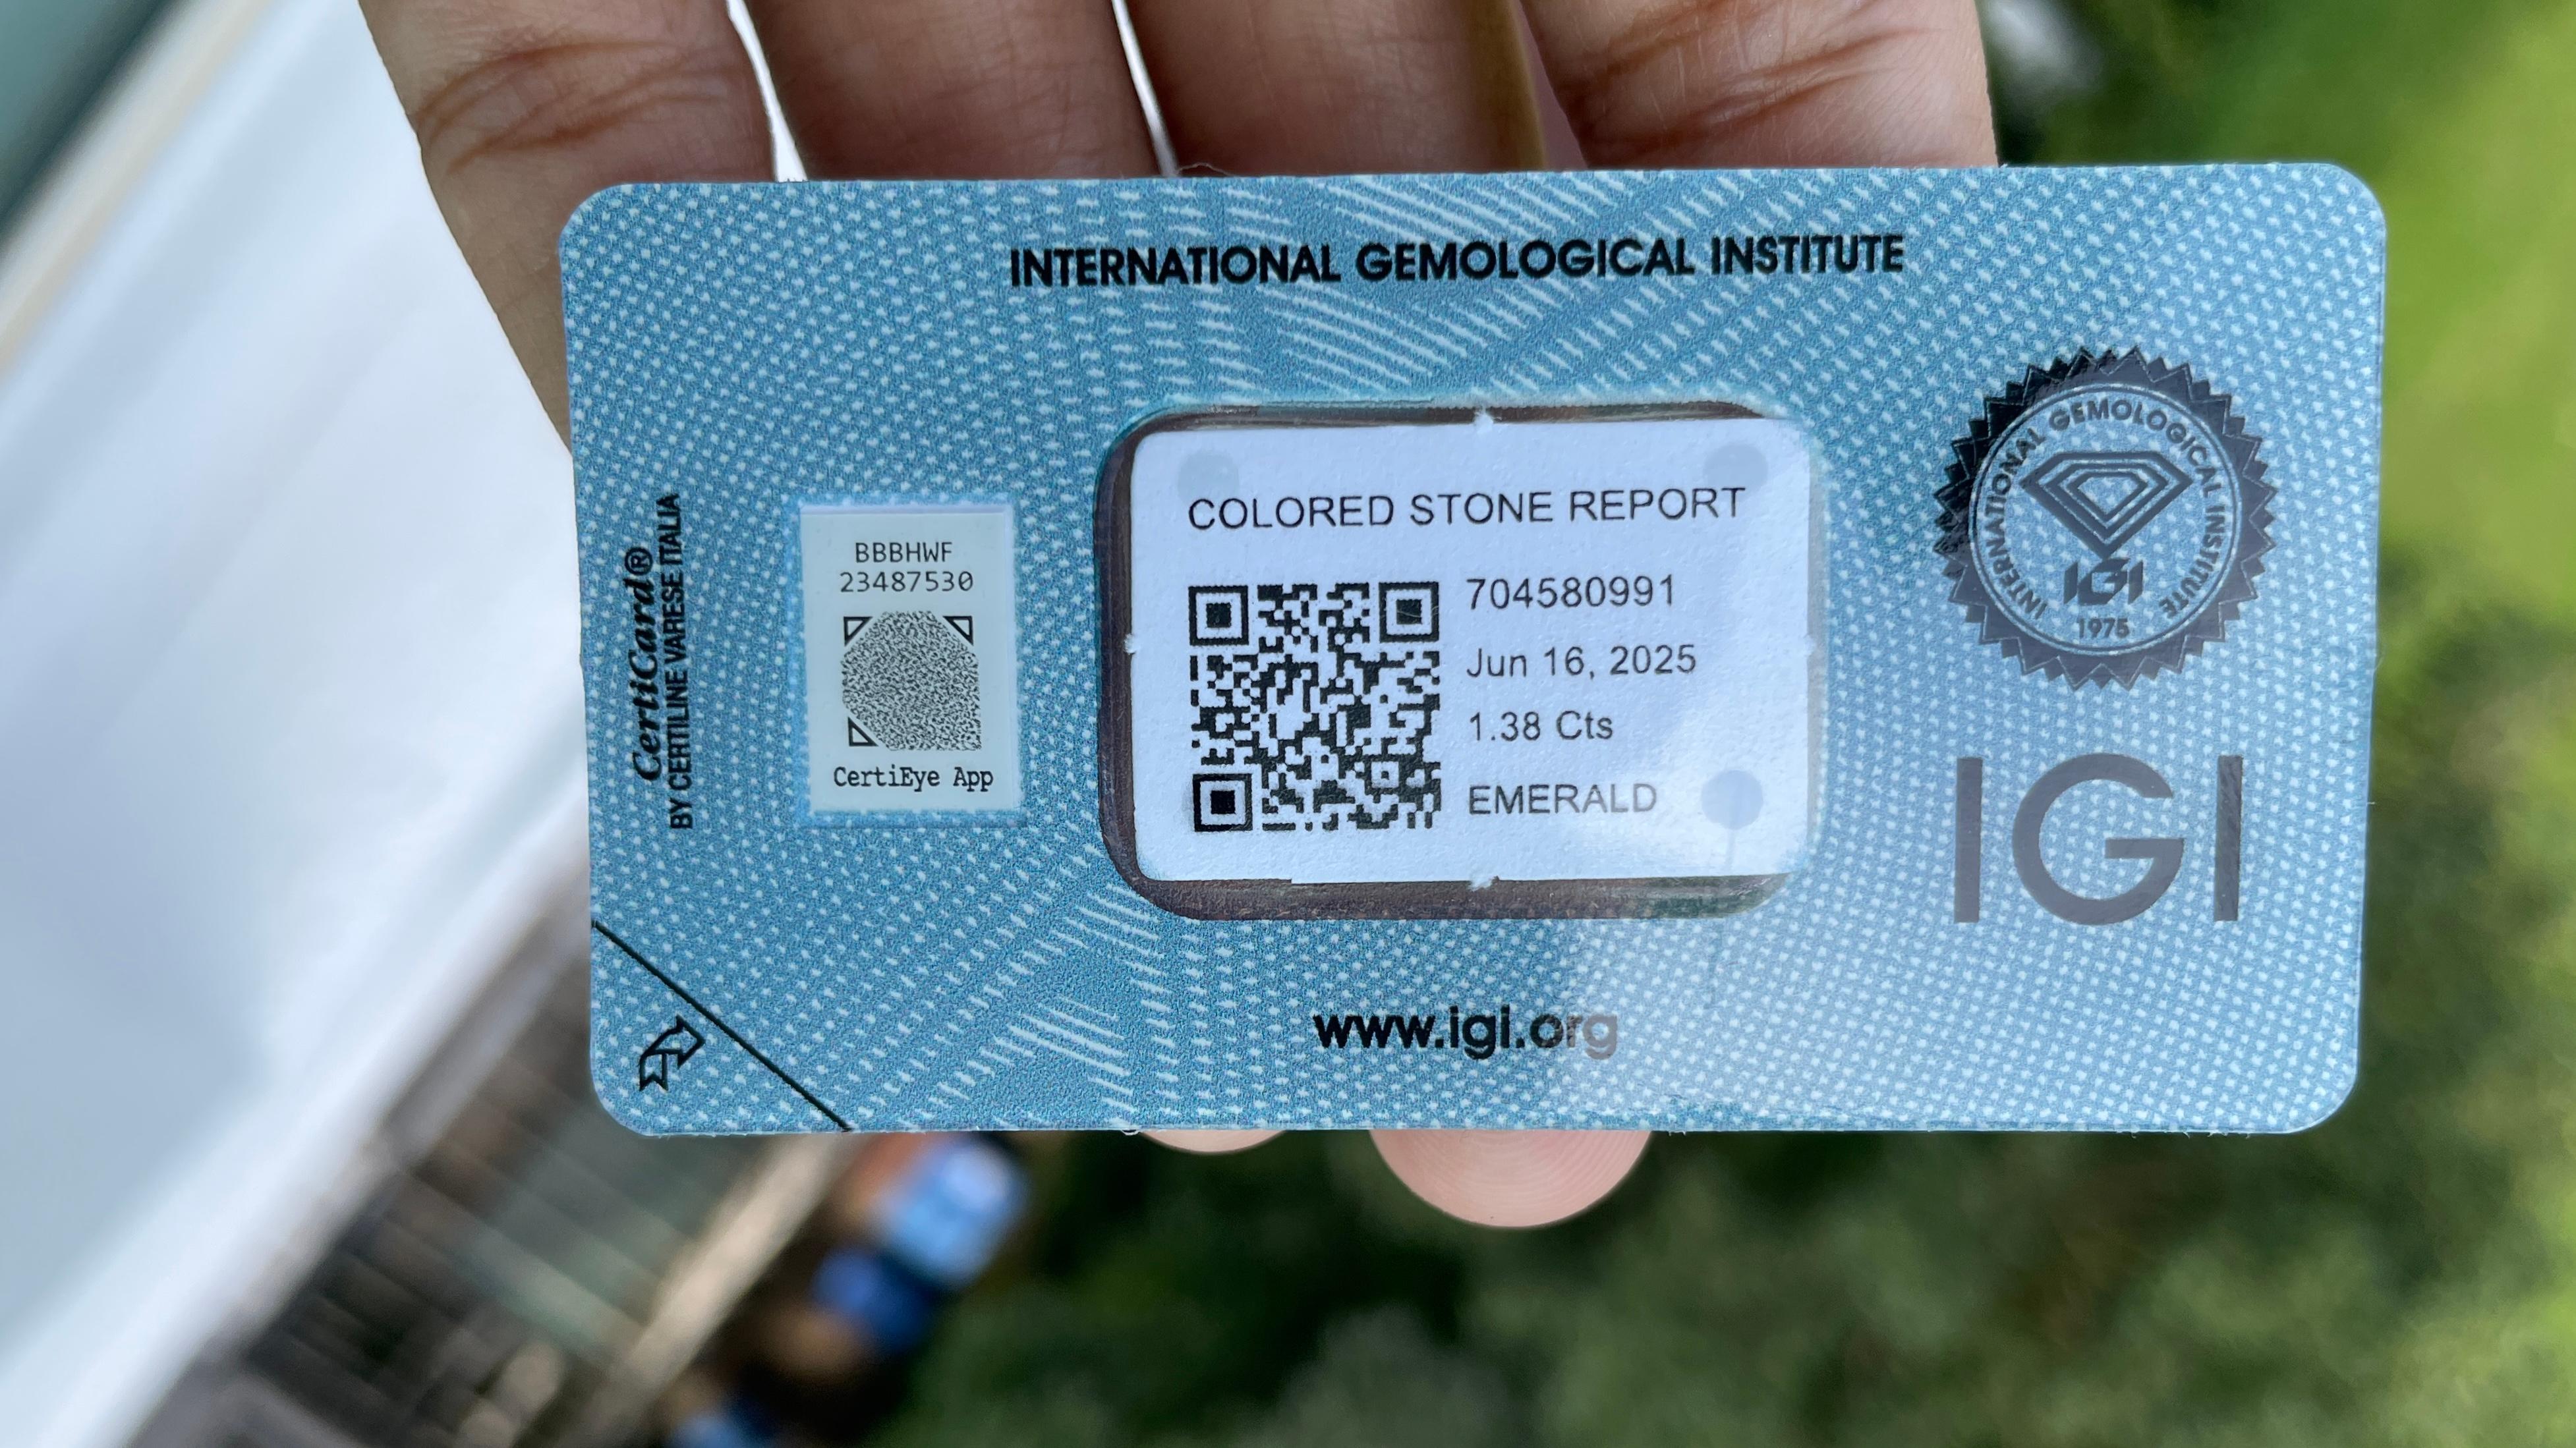 INTERNATIONAL GEMOLOGICAL INSTITUTE
CertiCard®
BY CERTILINE VARESE ITALIA
BBBHWF
23487530
CertiEye App
COLORED STONE REPORT
704580991
Jun 16, 2025
1.38 Cts
EMERALD
INTERNATIONAL GEMOLOGICAL INSTITUTE
IGI
1975
IGI
www.igi.org